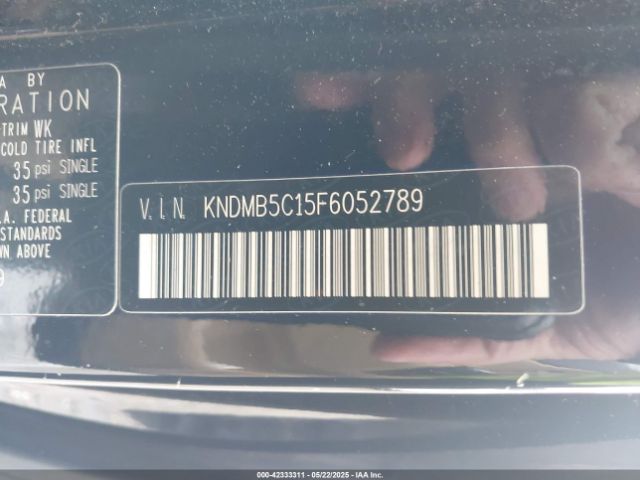 A BY
RATION
TRIM WK
COLD TIRE INFL
35 psi SINGLE
35 psi SINGLE
.A. FEDERAL
STANDARDS
WN ABOVE
9
V.I.N. KNDMB5C15F6052789
000-42333311 - 05/22/2025 - IAA Inc.